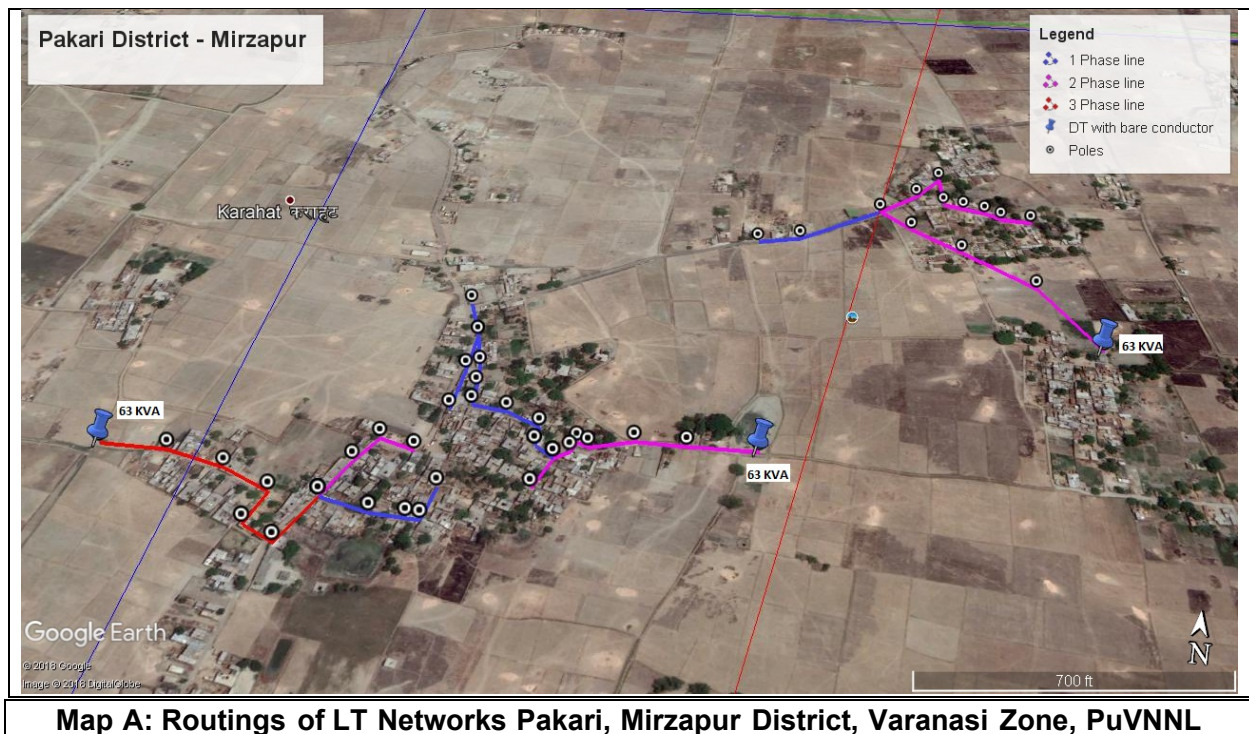 Pakari District - Mirzapur
Legend
1 Phase line
2 Phase line
3 Phase line
DT with bare conductor
Poles
Karahat कराहट
63 KVA
63 KVA
63 KVA
Google Earth
© 2018 Google
Image © 2018 DigitalGlobe
N
700 ft
Map A: Routings of LT Networks Pakari, Mirzapur District, Varanasi Zone, PuVNNL